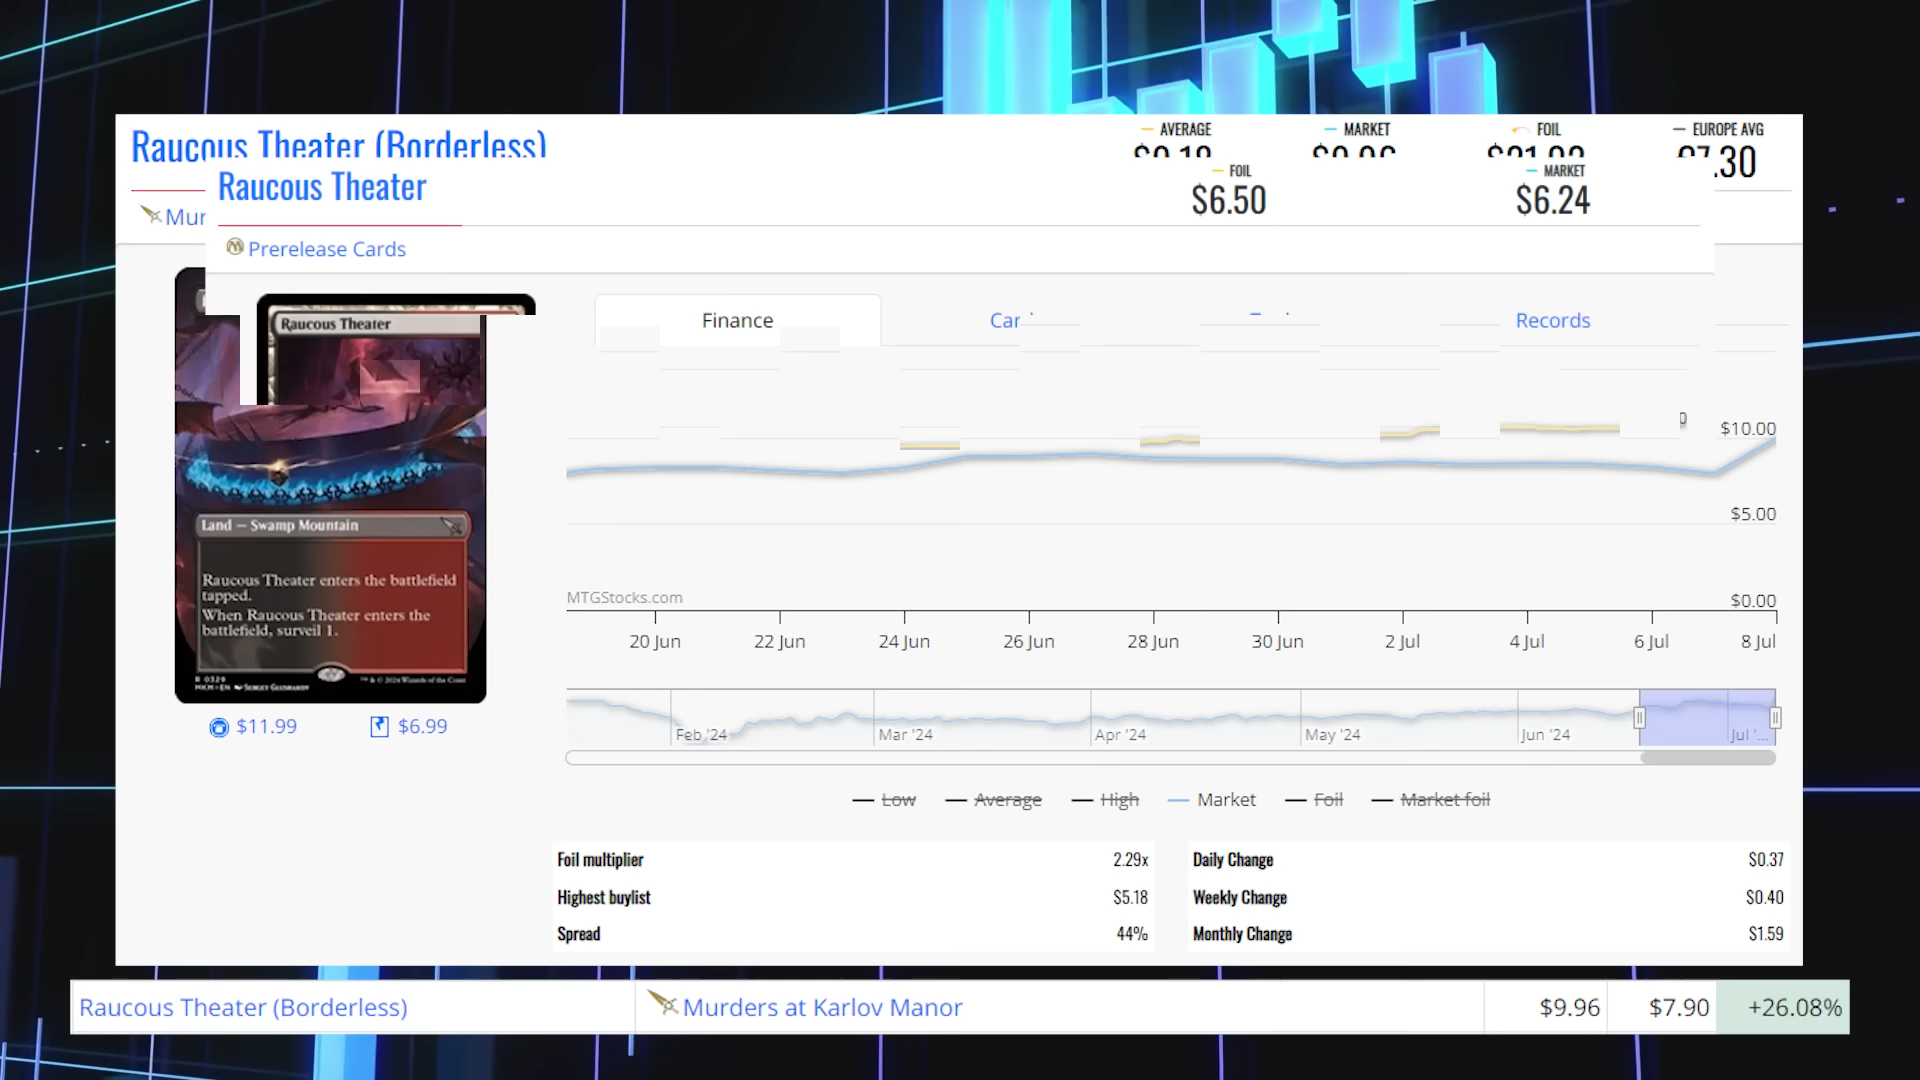 Raucous Theater (Borderless)
AVERAGE
MARKET
FOIL
EUROPE AVG
Raucous Theater
FOIL
$6.50
MARKET
$6.24
Prerelease Cards
Raucous Theater
Finance
Records
$10.00
$5.00
$0.00
MTGStocks.com
20 Jun 22 Jun 24 Jun 26 Jun 28 Jun 30 Jun 2 Jul 4 Jul 6 Jul 8 Jul
Land — Swamp Mountain
Raucous Theater enters the battlefield
tapped.
When Raucous Theater enters the
battlefield, surveil 1.
R 0329
$11.99 $6.99
Feb '24 Mar '24 Apr '24 May '24 Jun '24 Jul '...
Low Average High Market Foil Market foil
Foil multiplier 2.29x
Highest buylist $5.18
Spread 44%
Daily Change $0.37
Weekly Change $0.40
Monthly Change $1.59
Raucous Theater (Borderless) Murders at Karlov Manor $9.96 $7.90 +26.08%